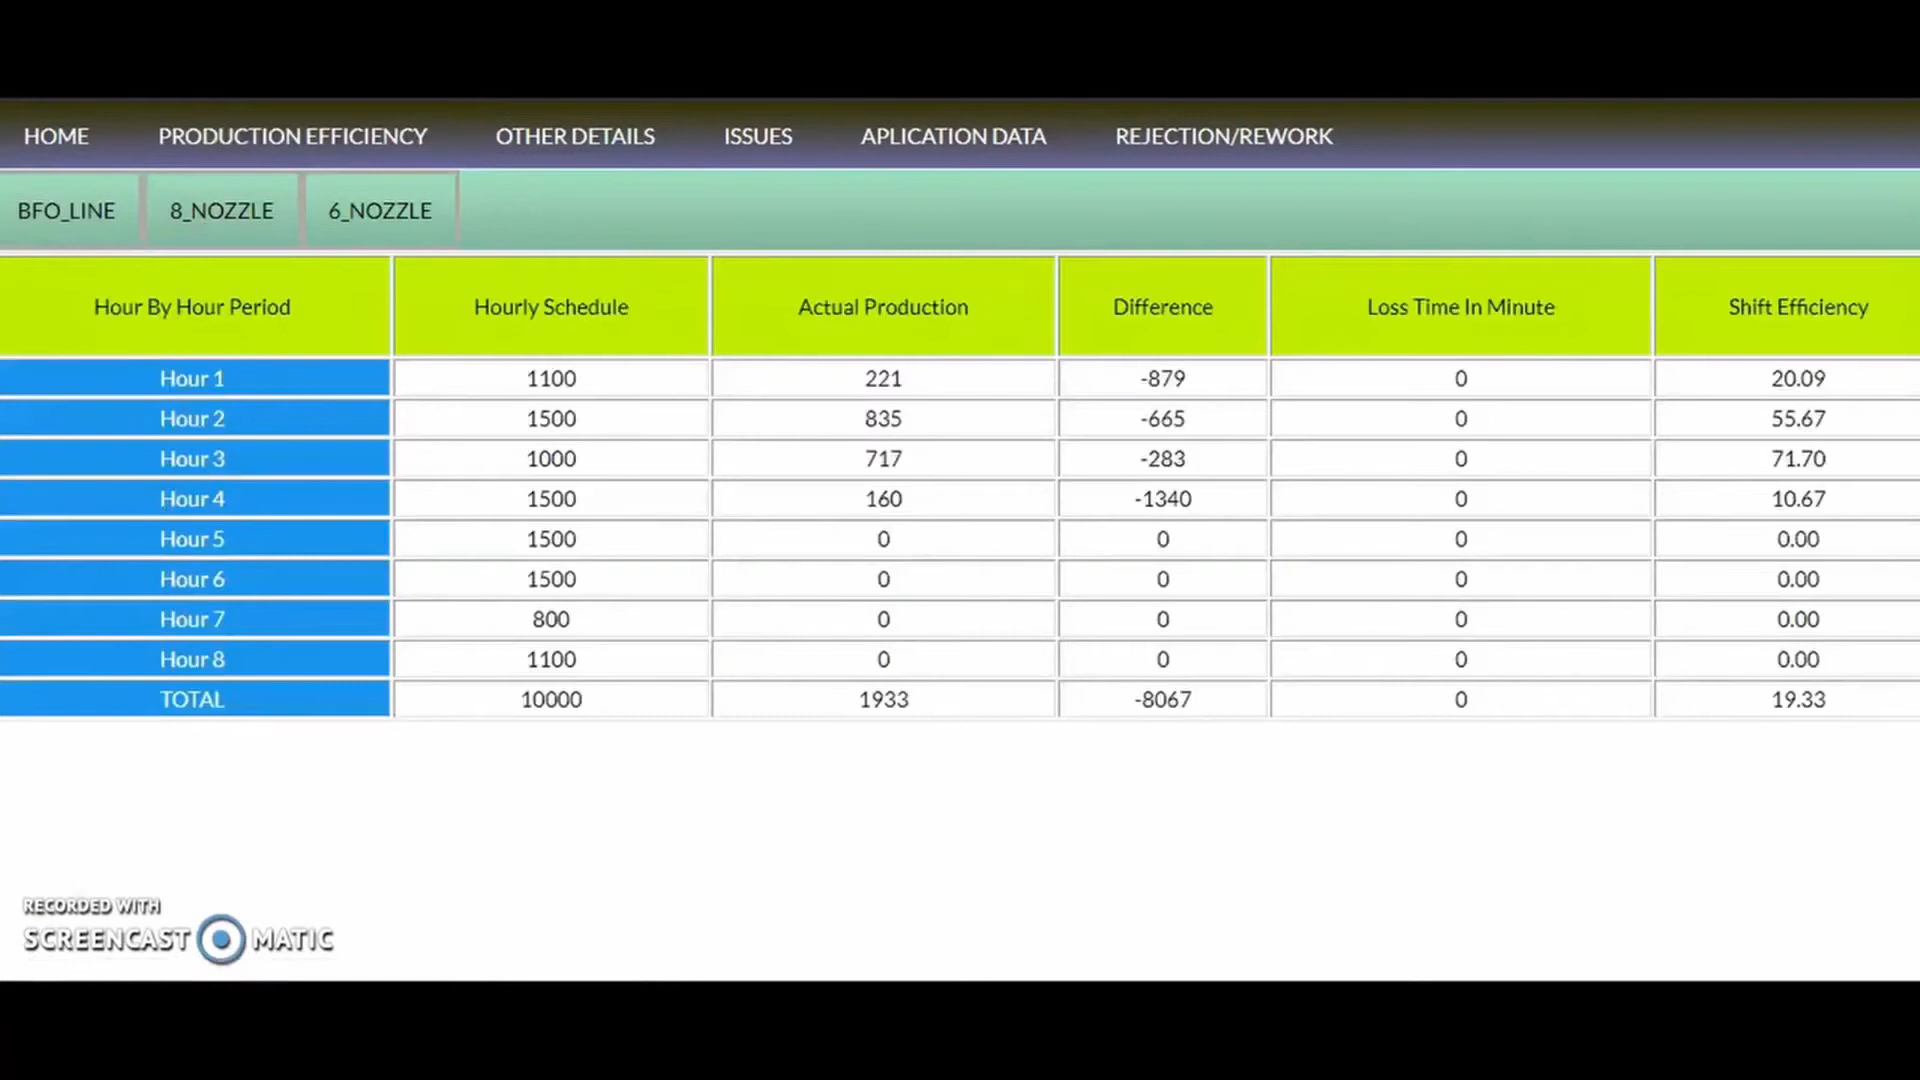 HOME PRODUCTION EFFICIENCY OTHER DETAILS ISSUES APLICATION DATA REJECTION/REWORK
BFO_LINE 8_NOZZLE 6_NOZZLE
Hour By Hour Period Hourly Schedule Actual Production Difference Loss Time In Minute Shift Efficiency
Hour 1 1100 221 -879 0 20.09
Hour 2 1500 835 -665 0 55.67
Hour 3 1000 717 -283 0 71.70
Hour 4 1500 160 -1340 0 10.67
Hour 5 1500 0 0 0 0.00
Hour 6 1500 0 0 0 0.00
Hour 7 800 0 0 0 0.00
Hour 8 1100 0 0 0 0.00
TOTAL 10000 1933 -8067 0 19.33
RECORDED WITH
SCREENCAST MATIC